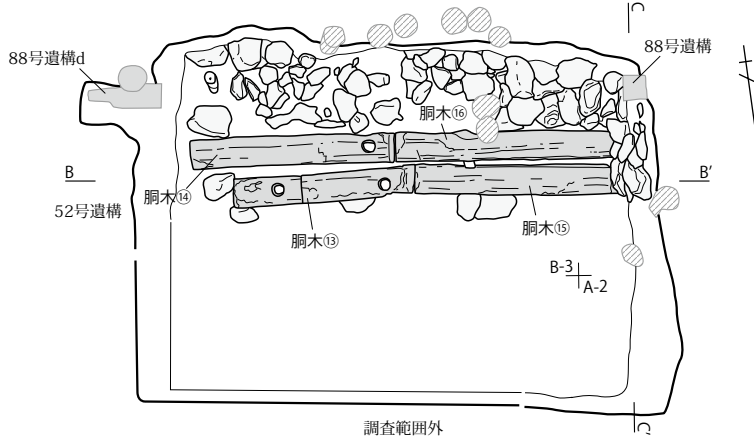 C
88号遺構d
88号遺構
胴木⑯
B
B'
胴木⑭
52号遺構
胴木⑬
胴木⑮
B-3
A-2
C'
調査範囲外